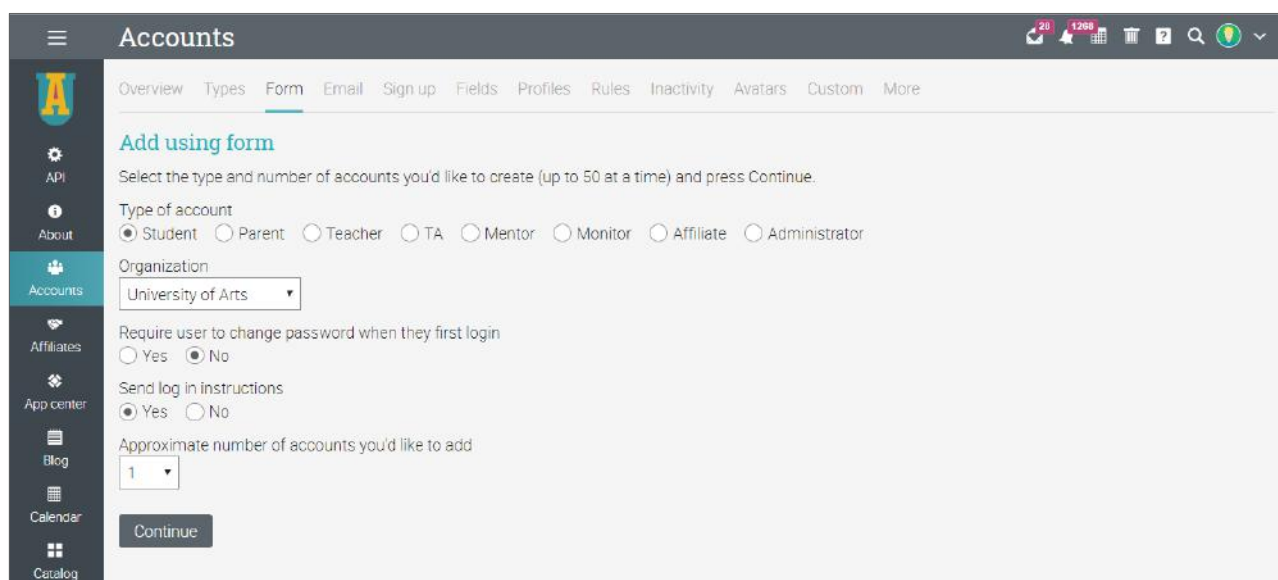 Accounts
20
1268
?
A
API
About
Accounts
Affiliates
App center
Blog
Calendar
Catalog
Overview Types Form Email Sign up Fields Profiles Rules Inactivity Avatars Custom More
Add using form
Select the type and number of accounts you'd like to create (up to 50 at a time) and press Continue.
Type of account
Student Parent Teacher TA Mentor Monitor Affiliate Administrator
Organization
University of Arts
Require user to change password when they first login
Yes No
Send log in instructions
Yes No
Approximate number of accounts you'd like to add
1
Continue